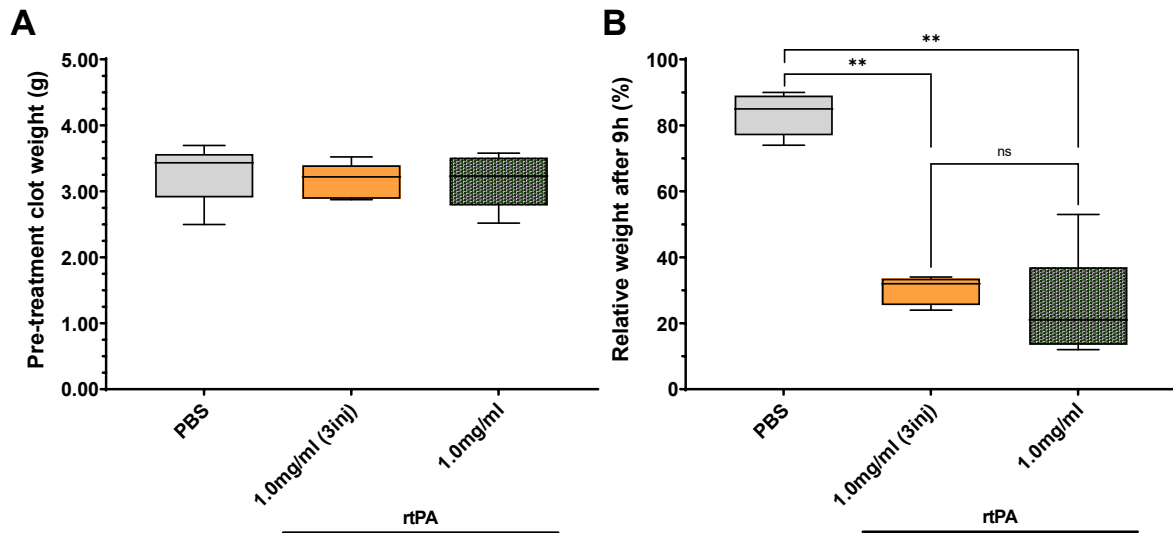 A
Pre-treatment clot weight (g)
5.00
4.00
3.00
2.00
1.00
0.00
PBS
1.0mg/ml (3inj)
1.0mg/ml
rtPA
B
Relative weight after 9h (%)
100
80
60
40
20
0
**
**
ns
PBS
1.0mg/ml (3inj)
1.0mg/ml
rtPA